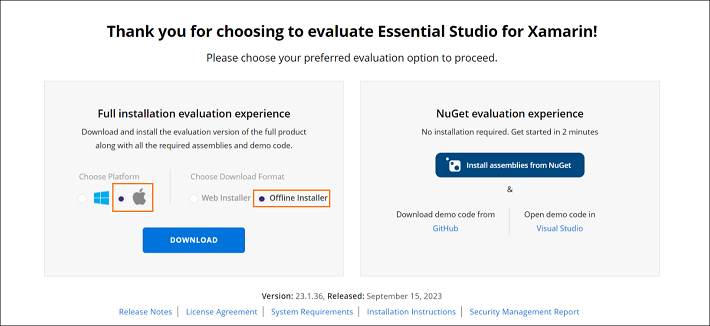 Thank you for choosing to evaluate Essential Studio for Xamarin!
Please choose your preferred evaluation option to proceed.
Full installation evaluation experience
Download and install the evaluation version of the full product
along with all the required assemblies and demo code.
Choose Platform
Choose Download Format
Web Installer
Offline Installer
DOWNLOAD
NuGet evaluation experience
No installation required. Get started in 2 minutes
Install assemblies from NuGet
&
Download demo code from
GitHub
Open demo code in
Visual Studio
Version: 23.1.36, Released: September 15, 2023
Release Notes | License Agreement | System Requirements | Installation Instructions | Security Management Report